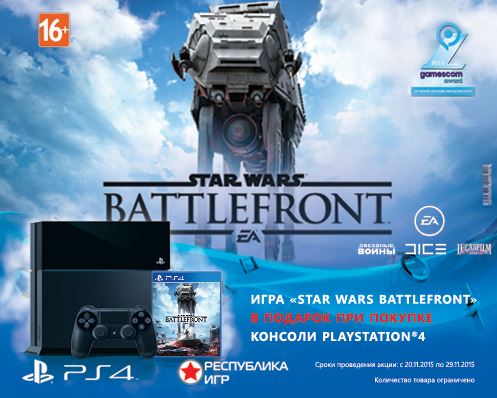 16+
2015
gamescom
award
STAR WARS
BATTLEFRONT
EA
EA
ЗВЕЗДНЫЕ
ВОЙНЫ
DICE
LUCASFILM
PS4
STAR WARS
BATTLEFRONT
ИГРА «STAR WARS BATTLEFRONT»
В ПОДАРОК ПРИ ПОКУПКЕ
КОНСОЛИ PLAYSTATION®4
PS4
РЕСПУБЛИКА
ИГР
Сроки проведения акции: с 20.11.2015 по 29.11.2015
Количество товара ограничено